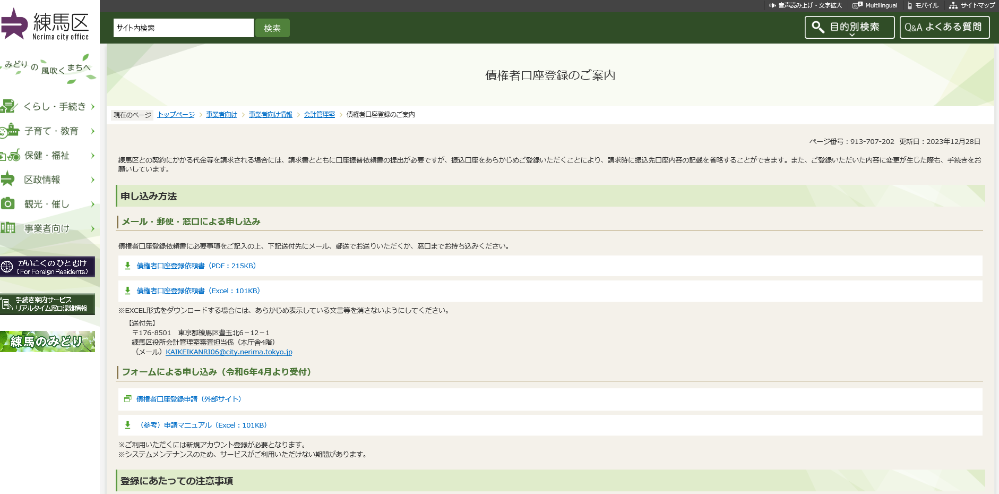 音声読み上げ・文字拡大
Multilingual
モバイル
サイトマップ
練馬区
Nerima city office
サイト内検索
検索
目的別検索
Q&A よくある質問
みどりの風吹くまちへ
くらし・手続き
子育て・教育
保健・福祉
区政情報
観光・催し
事業者向け
がいこくのひとむけ
(For Foreign Residents)
手続き案内サービス
リアルタイム窓口混雑情報
練馬のみどり
債権者口座登録のご案内
現在のページ トップページ 事業者向け 事業者向け情報 会計管理室 債権者口座登録のご案内
ページ番号：913-707-202 更新日：2023年12月28日
練馬区との契約にかかる代金等を請求される場合には、請求書とともに口座振替依頼書の提出が必要ですが、振込口座をあらかじめご登録いただくことにより、請求時に振込先口座内容の記載を省略することができます。また、ご登録いただいた内容に変更が生じた際も、手続きをお
願いしています。
申し込み方法
メール・郵便・窓口による申し込み
債権者口座登録依頼書に必要事項をご記入の上、下記送付先にメール、郵送でお送りいただくか、窓口までお持ち込みください。
債権者口座登録依頼書（PDF：215KB）
債権者口座登録依頼書（Excel：101KB）
※EXCEL形式をダウンロードする場合には、あらかじめ表示している文言等を消さないようにしてください。
【送付先】
〒176-8501　東京都練馬区豊玉北6－12－1
練馬区役所会計管理室審査担当係（本庁舎4階）
（メール）KAIKEIKANRI06@city.nerima.tokyo.jp
フォームによる申し込み（令和6年4月より受付）
債権者口座登録申請（外部サイト）
（参考）申請マニュアル（Excel：101KB）
※ご利用いただくには新規アカウント登録が必要となります。
※システムメンテナンスのため、サービスがご利用いただけない期間があります。
登録にあたっての注意事項